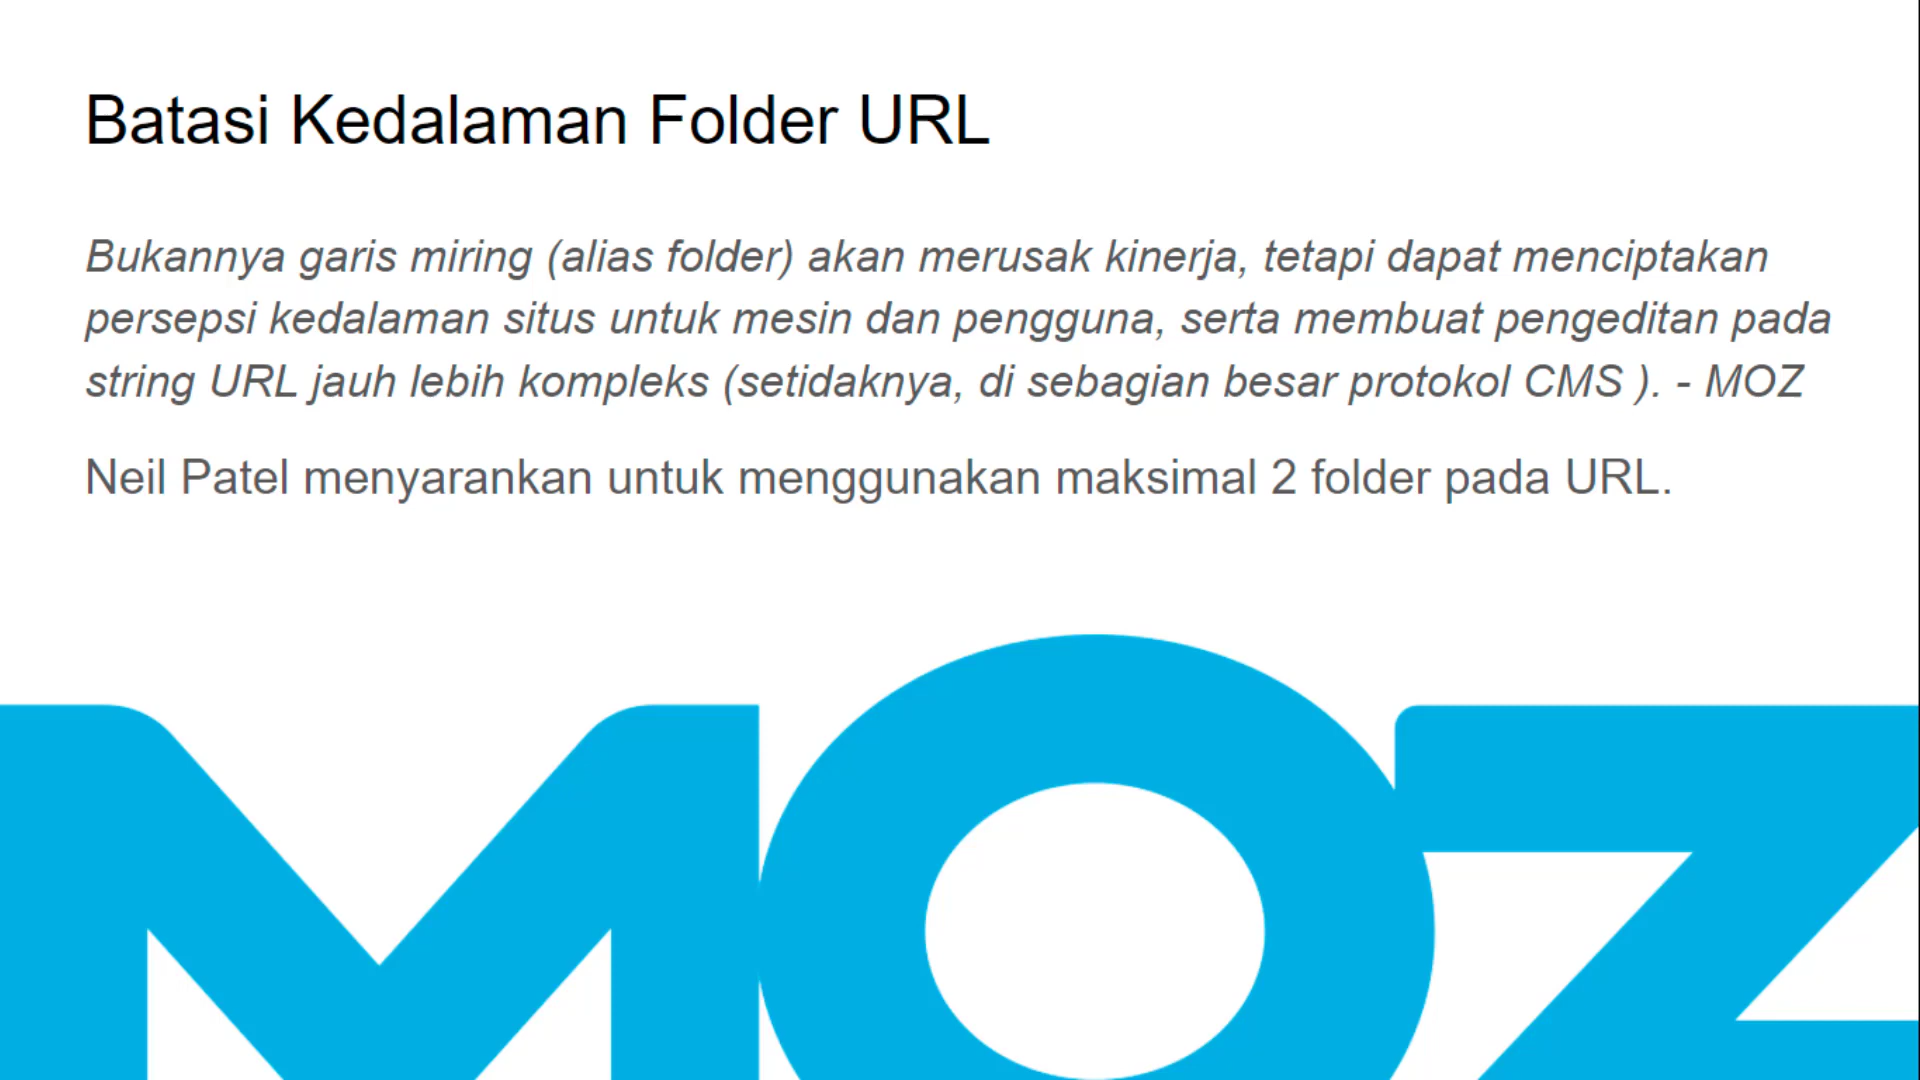 Batasi Kedalaman Folder URL
Bukannya garis miring (alias folder) akan merusak kinerja, tetapi dapat menciptakan
persepsi kedalaman situs untuk mesin dan pengguna, serta membuat pengeditan pada
string URL jauh lebih kompleks (setidaknya, di sebagian besar protokol CMS ). - MOZ
Neil Patel menyarankan untuk menggunakan maksimal 2 folder pada URL.
MOZ